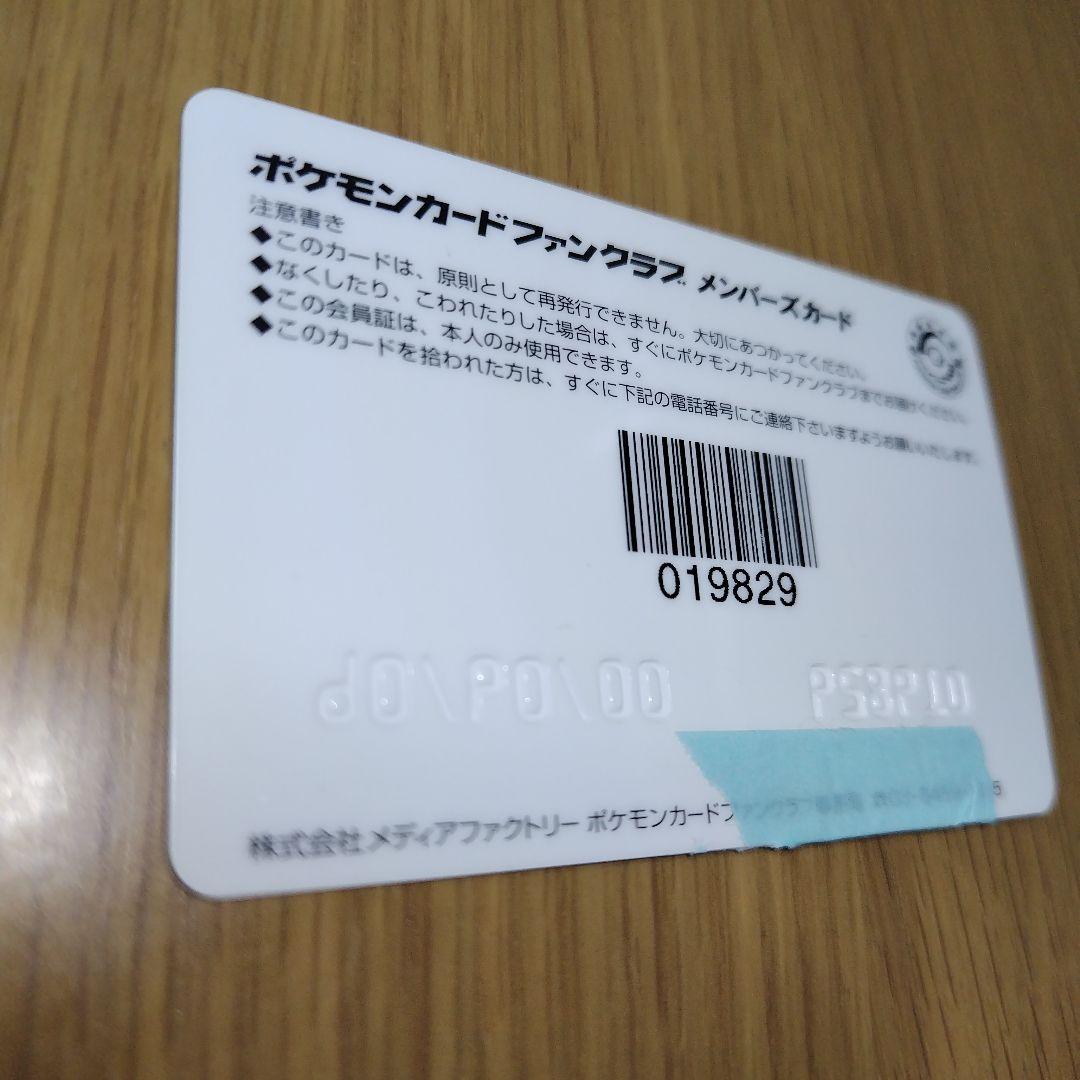 ポケモンカードファンクラブ メンバーズカード
注意書き
◆このカードは、原則として再発行できません。大切にあつかってください。
◆なくしたり、こわれたりした場合は、すぐにポケモンカードファンクラブまでお届けください。
◆この会員証は、本人のみ使用できます。
◆このカードを拾われた方は、すぐに下記の電話番号にご連絡下さいますようお願いいたします。
019829
019829
株式会社 メディアファクトリー ポケモンカードファンクラブ